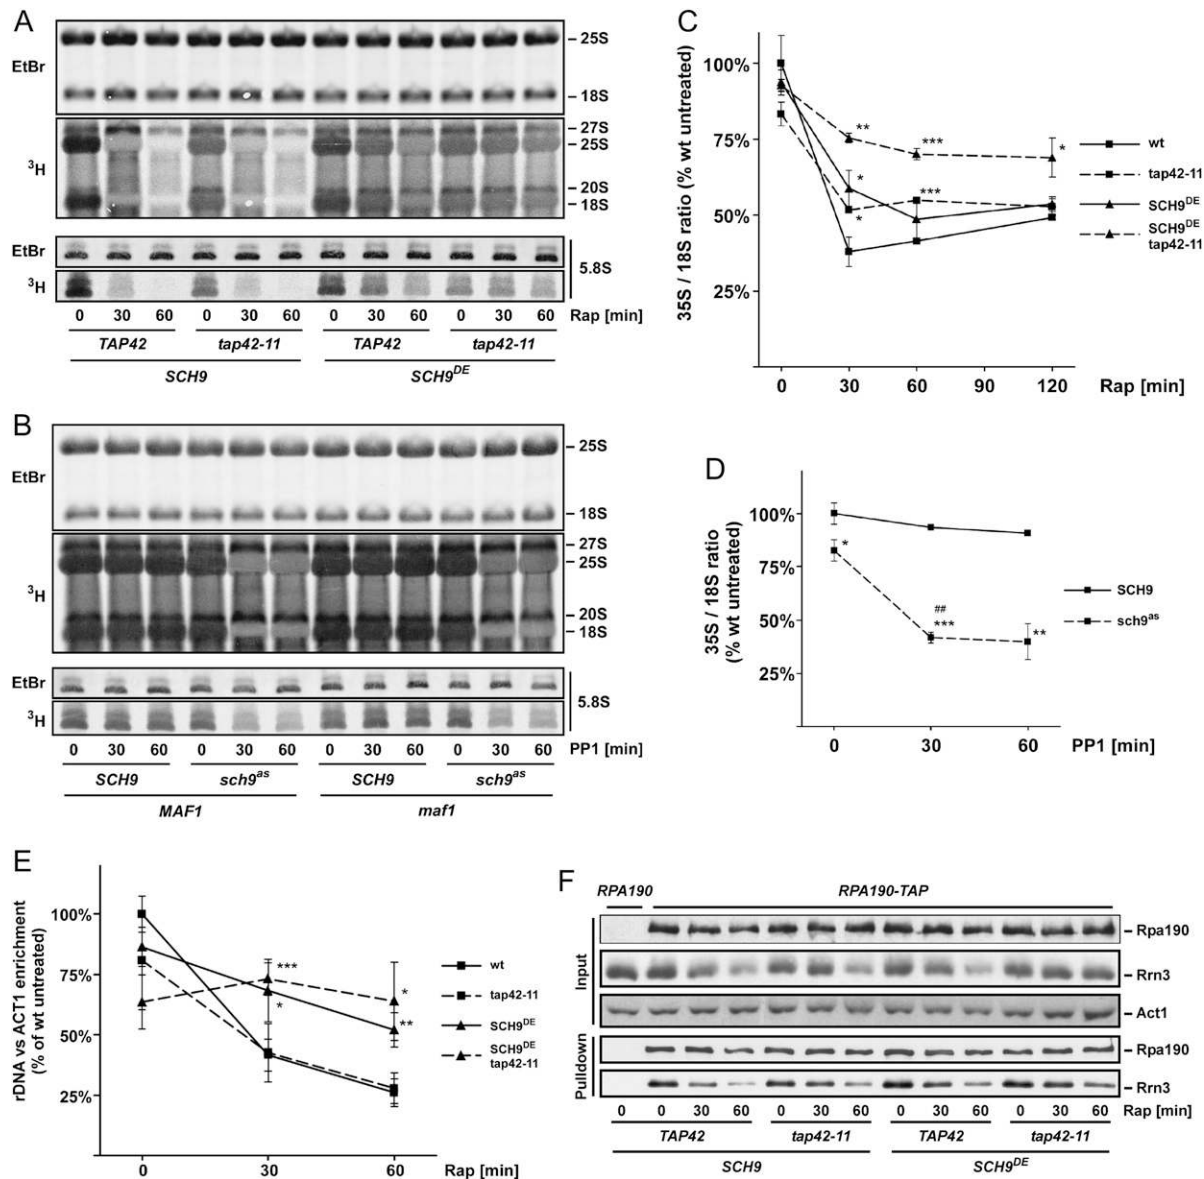 A
EtBr
25S
18S
3H
27S
25S
20S
18S
EtBr
3H
5.8S
0 30 60 0 30 60 0 30 60 0 30 60 Rap [min]
TAP42 tap42-11 TAP42 tap42-11
SCH9 SCH9DE
B
EtBr
25S
18S
3H
27S
25S
20S
18S
EtBr
3H
5.8S
0 30 60 0 30 60 0 30 60 0 30 60 PP1 [min]
SCH9 sch9as SCH9 sch9as
MAF1 maf1
C
35S / 18S ratio (% wt untreated)
100%
75%
50%
25%
** *** *
* ***
*
0 30 60 90 120 Rap [min]
wt
tap42-11
SCH9DE
SCH9DE
tap42-11
D
35S / 18S ratio
(% wt untreated)
100%
75%
50%
25%
*
##
***
**
0 30 60 PP1 [min]
SCH9
sch9as
E
rDNA vs ACT1 enrichment
(% of wt untreated)
100%
75%
50%
25%
***
*
*
**
0 30 60 Rap [min]
wt
tap42-11
SCH9DE
SCH9DE
tap42-11
F
RPA190 RPA190-TAP
Input
Rpa190
Rrn3
Act1
Pulldown
Rpa190
Rrn3
0 0 30 60 0 30 60 0 30 60 0 30 60 Rap [min]
TAP42 tap42-11 TAP42 tap42-11
SCH9 SCH9DE